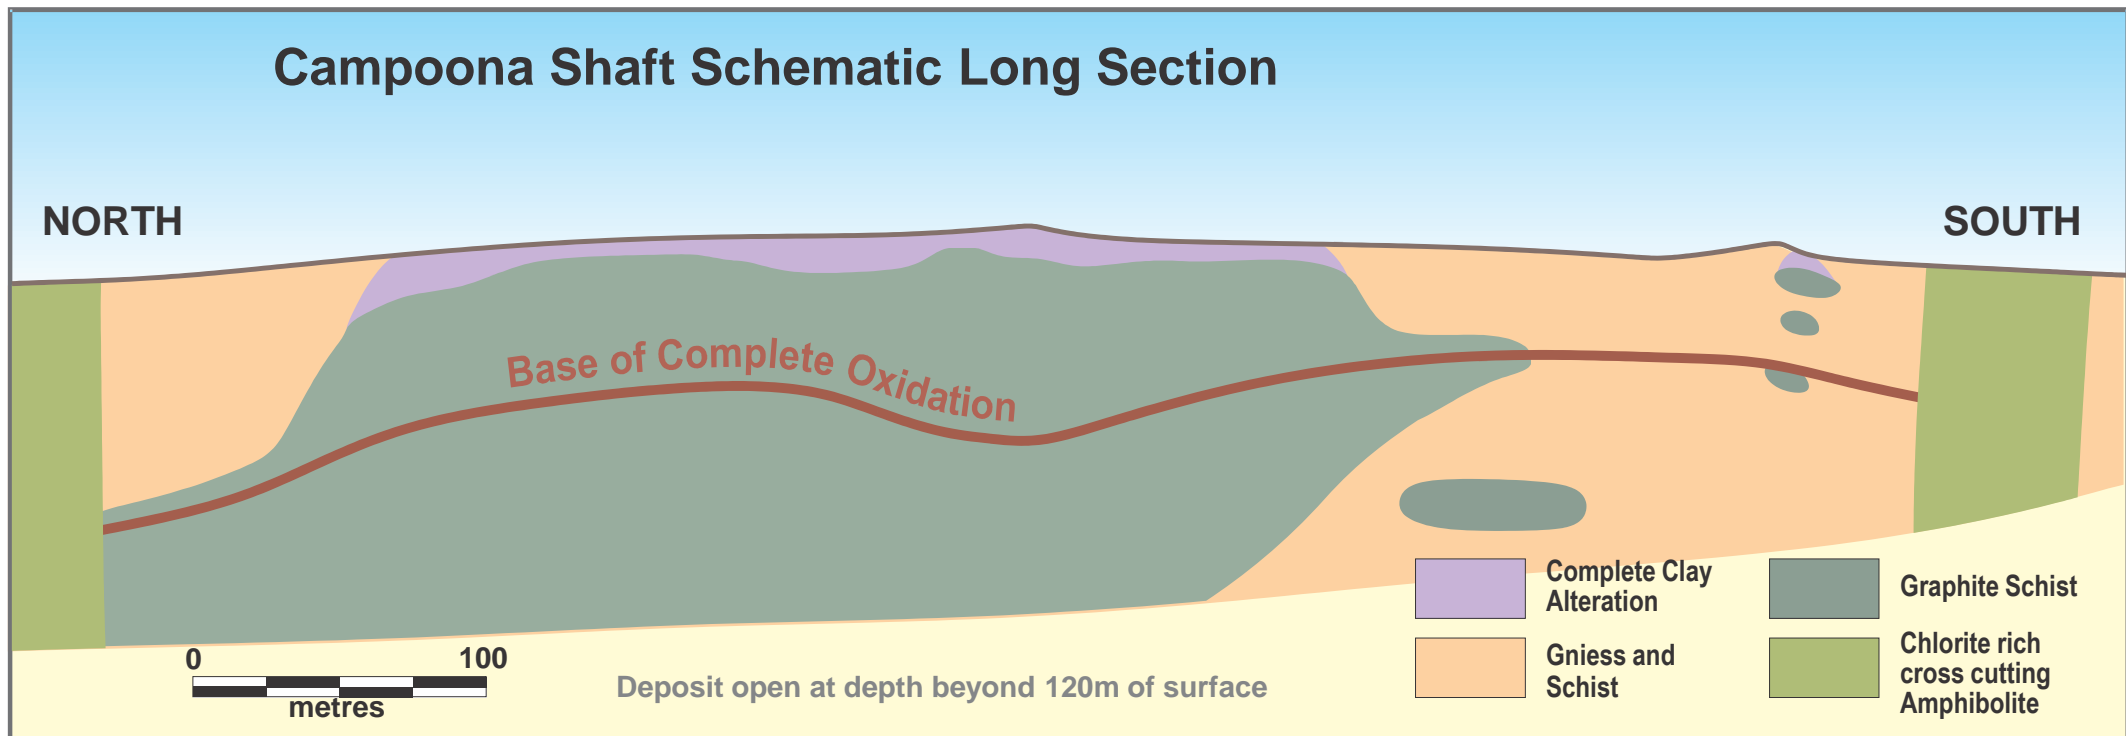 Campoona Shaft Schematic Long Section
NORTH
SOUTH
Base of Complete Oxidation
Complete Clay
Alteration
Graphite Schist
Gniess and
Schist
Chlorite rich
cross cutting
Amphibolite
0 100
metres
Deposit open at depth beyond 120m of surface